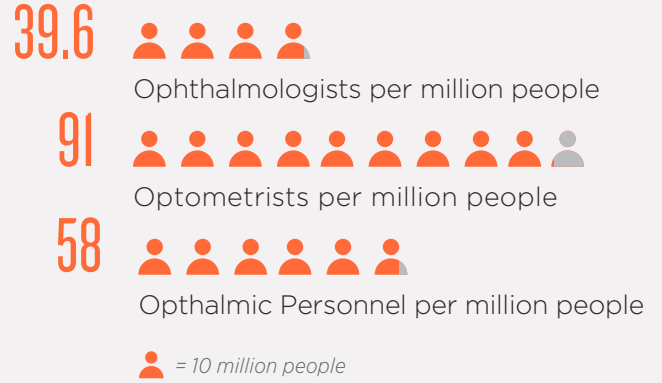 39.6
Ophthalmologists per million people
91
Optometrists per million people
58
Opthalmic Personnel per million people
= 10 million people